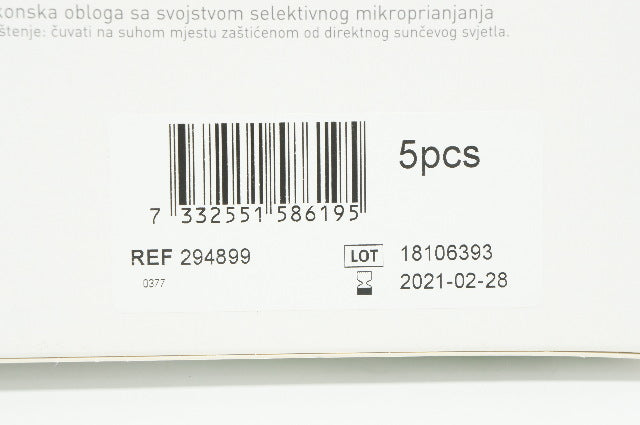 konska obloga sa svojstvom selektivnog mikroprianjanja
štenje: čuvati na suhom mjestu zaštićenom od direktnog sunčevog svjetla.
5pcs
7 332551 586195
REF 294899
LOT 18106393
0377
2021-02-28